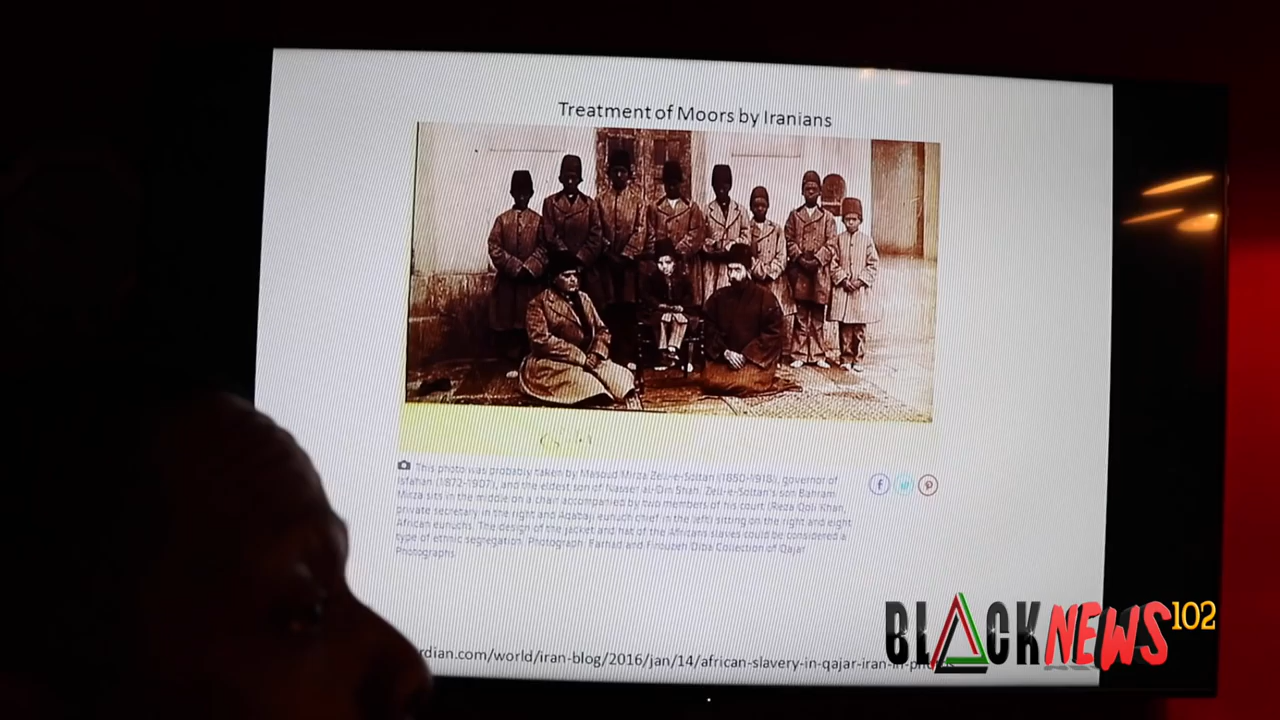 Treatment of Moors by Iranians
This photo was probably taken by Masoud Mirza Zell-e-Soltan (1850-1918), governor of
Isfahan (1872-1907), and the eldest son of Nasser al-Din Shah. Zell-e-Soltan's son Bahram
Mirza sits in the middle on a chair accompanied by two members of his court (Reza Qoli Khan,
private secretary in the right and Aqabaji eunuch chief in the left) sitting on the right and eight
African eunuchs. The design of the jacket and hat of the Africans slaves could be considered a
type of ethnic segregation. Photograph: Farhad and Firouzeh Diba Collection of Qajar
Photographs
rdian.com/world/iran-blog/2016/jan/14/african-slavery-in-qajar-iran-in-ph
BLACKNEWS102